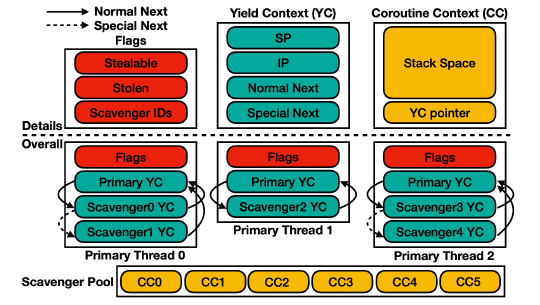 Normal Next
Special Next
Flags
Stealable
Stolen
Scavenger IDs
Yield Context (YC)
SP
IP
Normal Next
Special Next
Coroutine Context (CC)
Stack Space
YC pointer
Details
Overall
Flags
Primary YC
Scavenger0 YC
Scavenger1 YC
Primary Thread 0
Flags
Primary YC
Scavenger2 YC
Primary Thread 1
Flags
Primary YC
Scavenger3 YC
Scavenger4 YC
Primary Thread 2
Scavenger Pool
CC0
CC1
CC2
CC3
CC4
CC5